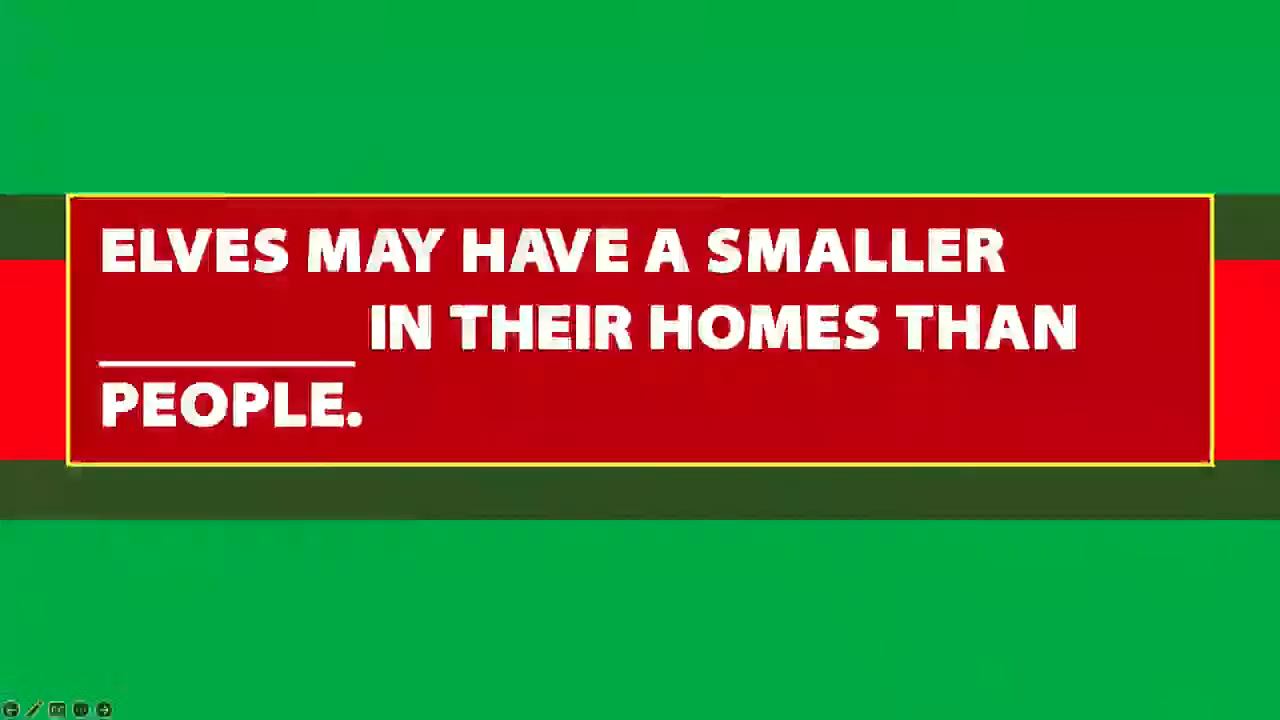 ELVES MAY HAVE A SMALLER
__________ IN THEIR HOMES THAN
PEOPLE.